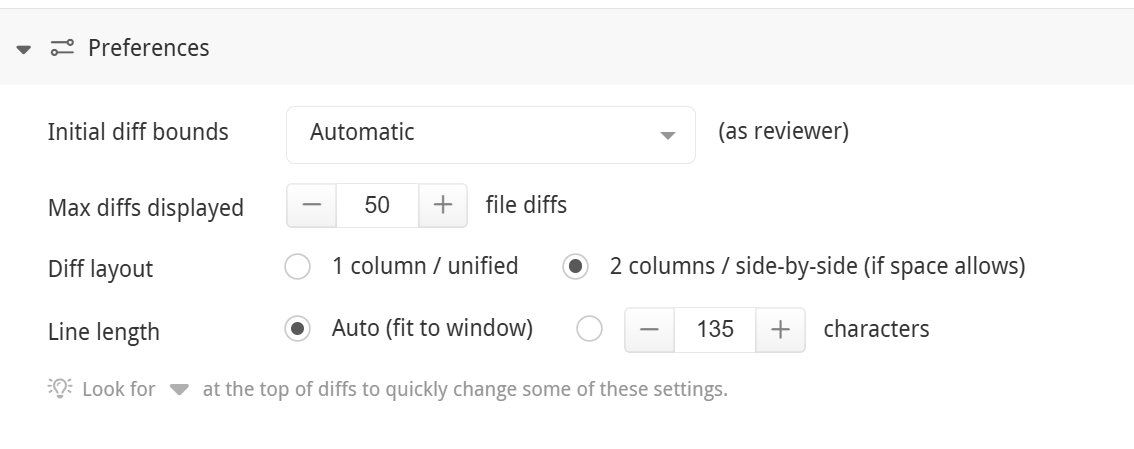 Preferences
Initial diff bounds Automatic (as reviewer)
Max diffs displayed − 50 + file diffs
Diff layout 1 column / unified 2 columns / side-by-side (if space allows)
Line length Auto (fit to window) − 135 + characters
Look for at the top of diffs to quickly change some of these settings.